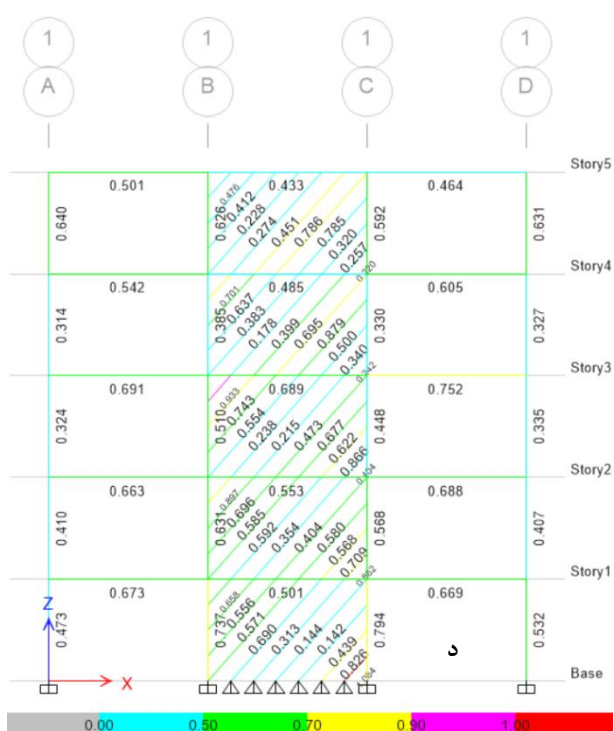 1 1 1 1
A B C D
Story5
0.501 0.433 0.464
0.640 0.626 0.476 0.412 0.228 0.274 0.451 0.786 0.785 0.320 0.257 0.592 0.631
Story4
0.320
0.542 0.485 0.605
0.314 0.385 0.701 0.637 0.383 0.178 0.399 0.695 0.879 0.500 0.340 0.330 0.327
Story3
0.342
0.691 0.689 0.752
0.324 0.510 0.933 0.743 0.554 0.238 0.215 0.473 0.677 0.622 0.866 0.448 0.335
Story2
0.404
0.663 0.553 0.688
0.410 0.631 0.897 0.696 0.585 0.592 0.354 0.404 0.580 0.568 0.709 0.568 0.407
Story1
0.673 0.501 0.669
Z
0.473 0.658 0.556 0.571 0.690 0.313 0.144 0.142 0.439 0.826 0.794 0.532
د
X
Base
0.00 0.50 0.70 0.90 1.00